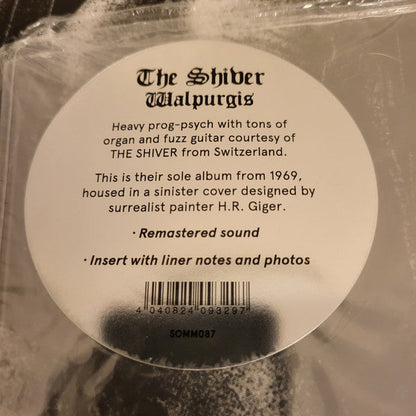 The Shiver
Walpurgis
Heavy prog-psych with tons of
organ and fuzz guitar courtesy of
THE SHIVER from Switzerland.
This is their sole album from 1969,
housed in a sinister cover designed by
surrealist painter H.R. Giger.
· Remastered sound
· Insert with liner notes and photos
4 040824 093297
SOMM087